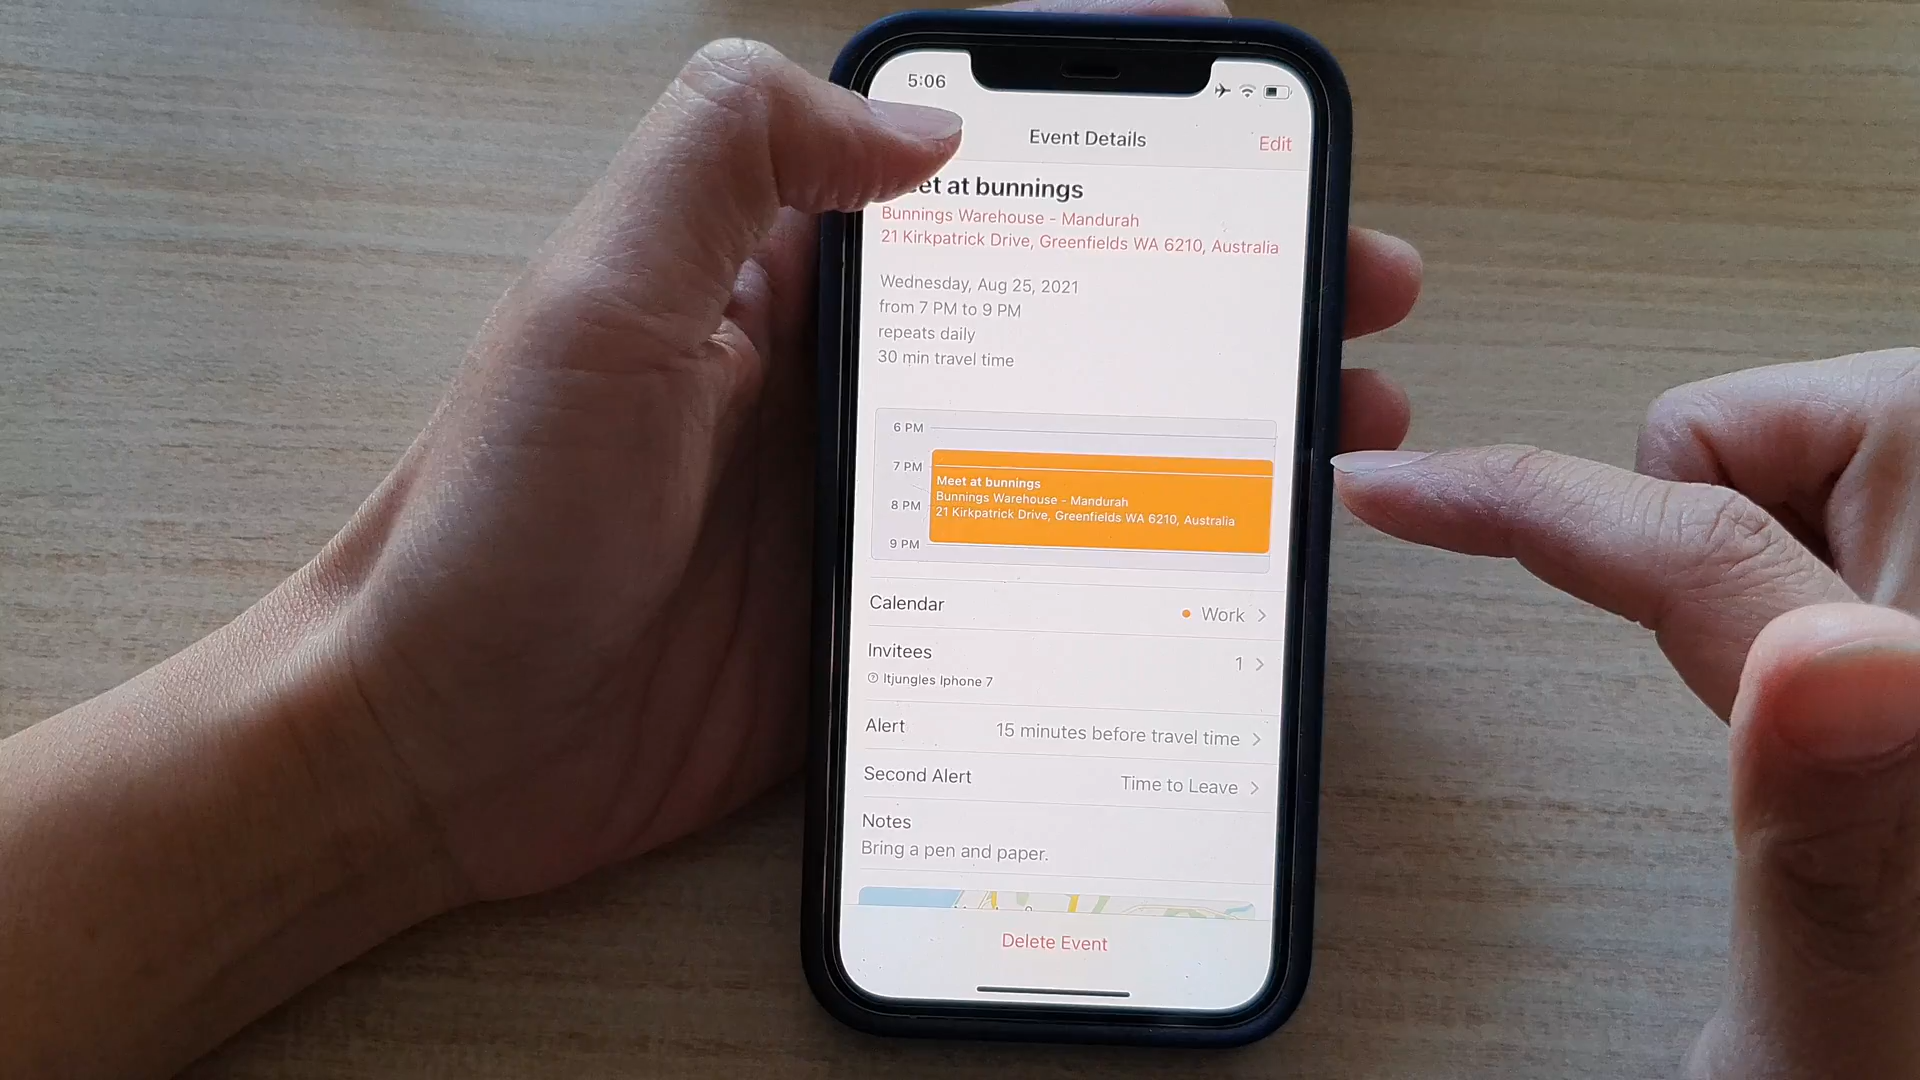 5:06
Event Details
Edit
et at bunnings
Bunnings Warehouse - Mandurah
21 Kirkpatrick Drive, Greenfields WA 6210, Australia
Wednesday, Aug 25, 2021
from 7 PM to 9 PM
repeats daily
30 min travel time
6 PM
7 PM
Meet at bunnings
Bunnings Warehouse - Mandurah
8 PM
21 Kirkpatrick Drive, Greenfields WA 6210, Australia
9 PM
Calendar
Work
Invitees
1
Itjungles Iphone 7
Alert
15 minutes before travel time
Second Alert
Time to Leave
Notes
Bring a pen and paper.
Delete Event